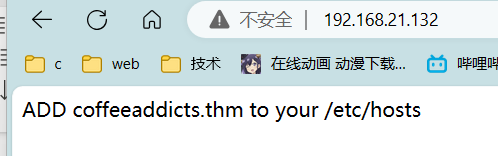 不安全 192.168.21.132
c web 技术 在线动画 动漫下载... 哔哩哔
ADD coffeeaddicts.thm to your /etc/hosts